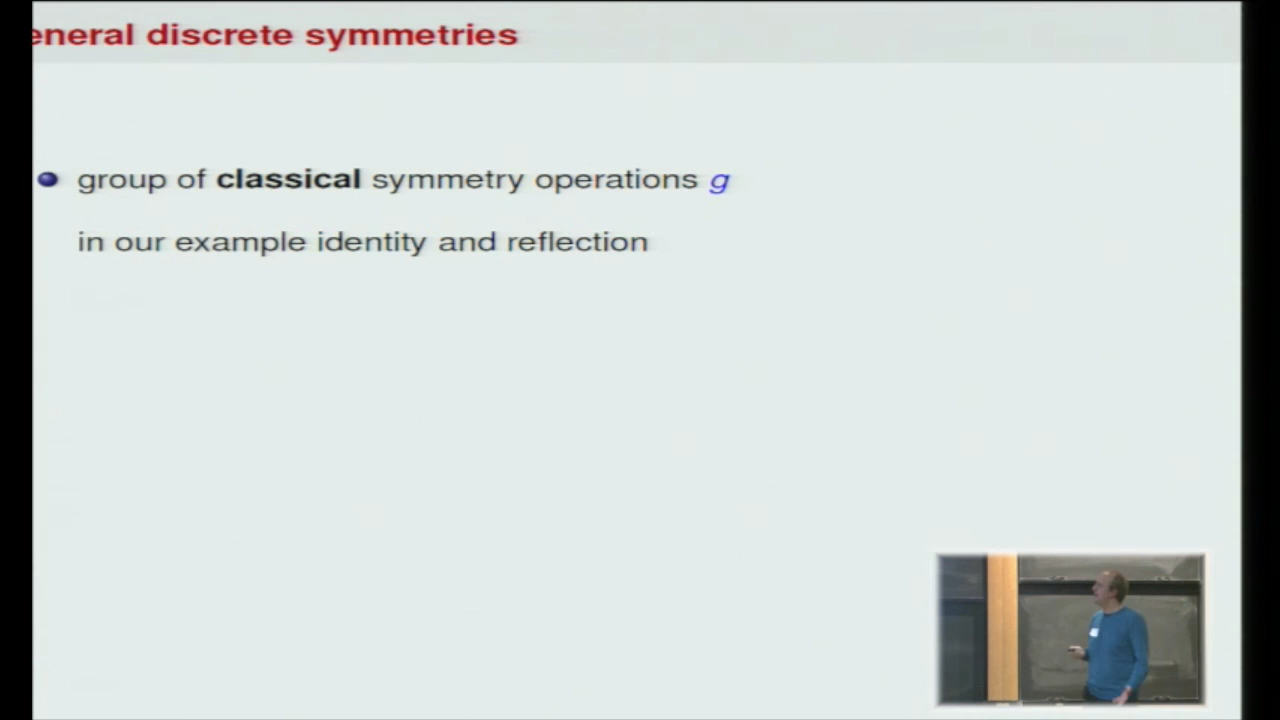 eneral discrete symmetries
group of classical symmetry operations g
in our example identity and reflection